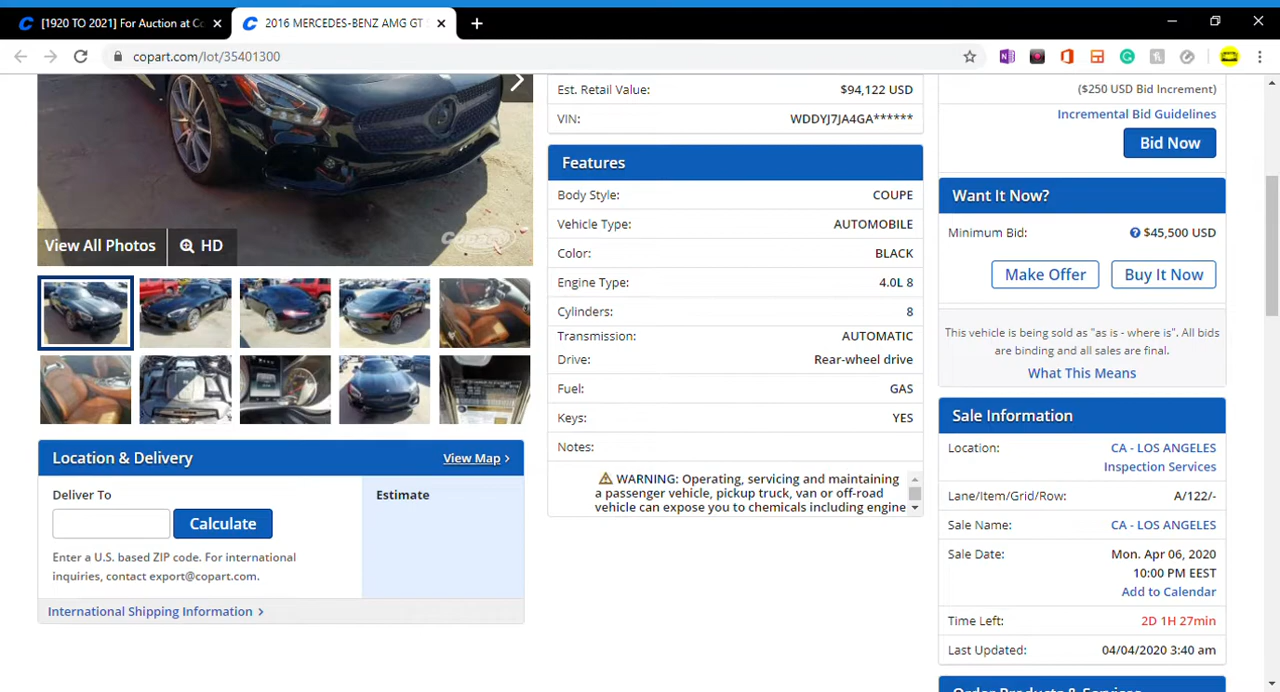 [1920 TO 2021] For Auction at Co
2016 MERCEDES-BENZ AMG GT S
copart.com/lot/35401300
View All Photos
HD
Copart
Location & Delivery
View Map
Deliver To
Estimate
Calculate
Enter a U.S. based ZIP code. For international
inquiries, contact export@copart.com.
International Shipping Information
Est. Retail Value: $94,122 USD
VIN: WDDYJ7JA4GA******
Features
Body Style: COUPE
Vehicle Type: AUTOMOBILE
Color: BLACK
Engine Type: 4.0L 8
Cylinders: 8
Transmission: AUTOMATIC
Drive: Rear-wheel drive
Fuel: GAS
Keys: YES
Notes:
WARNING: Operating, servicing and maintaining
a passenger vehicle, pickup truck, van or off-road
vehicle can expose you to chemicals including engine
($250 USD Bid Increment)
Incremental Bid Guidelines
Bid Now
Want It Now?
Minimum Bid: $45,500 USD
Make Offer
Buy It Now
This vehicle is being sold as "as is - where is". All bids
are binding and all sales are final.
What This Means
Sale Information
Location: CA - LOS ANGELES
Inspection Services
Lane/Item/Grid/Row: A/122/-
Sale Name: CA - LOS ANGELES
Sale Date: Mon. Apr 06, 2020
10:00 PM EEST
Add to Calendar
Time Left: 2D 1H 27min
Last Updated: 04/04/2020 3:40 am
Order Products & Services